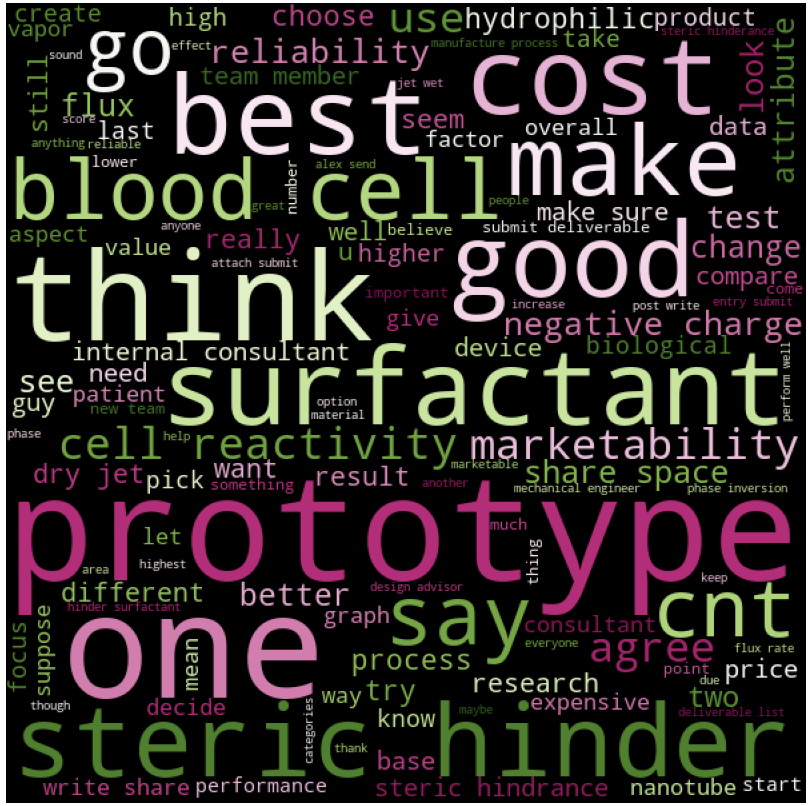 create
high
choose
use
hydrophilic
product
steric hinderance
vapor
go
effect
manufacture process
take
sound
reliability
cost
look
attribute
still
team member
jet wet
flux
best
score
last
seem
factor
overall
data
anything
reliable
make
lower
number
alex send
blood cell
great
people
make sure
test
anyone
submit deliverable
aspect
value
really
well
believe
u
higher
good
change
attach submit
compare
think
important
come
increase
post write
entry submit
give
negative charge
internal consultant
device
biological
perform well
see
need
surfactant
guy
patient
option
new team
material
phase
cell reactivity
help
marketability
dry jet
pick
want
result
marketable
share space
something
another
mechanical engineer
phase inversion
prototype
much
let
thing
area
highest
keep
different
better
design advisor
cnt
hinder surfactant
graph
say
consultant
focus
suppose
one
mean
everyone
agree
flux rate
process
point
due
price
research
way
try
expensive
two
though
decide
categories
know
maybe
deliverable list
steric hinder
thank
base
write share
performance
steric hindrance
nanotube
start